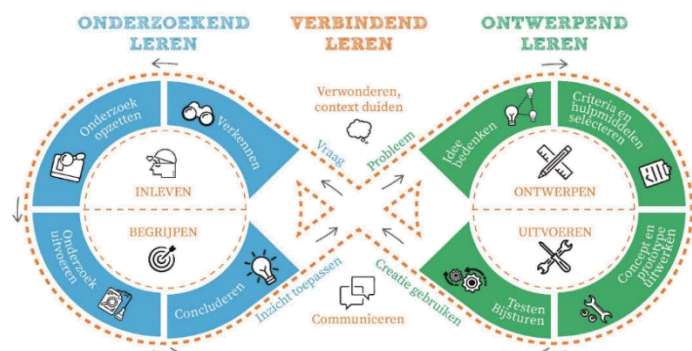 ONDERZOEKEND
LEREN
VERBINDEND
LEREN
ONTWERPEND
LEREN
Onderzoek
opzetten
Verkennen
INLEVEN
BEGRIJPEN
Onderzoek
uitvoeren
Concluderen
Verwonderen,
context duiden
Vraag
Probleem
Inzicht toepassen
Creatie gebruiken
Communiceren
Idee
bedenken
Criteria en
hulpmiddelen
selecteren
ONTWERPEN
UITVOEREN
Concept en
prototype
uitwerken
Testen
Bijsturen